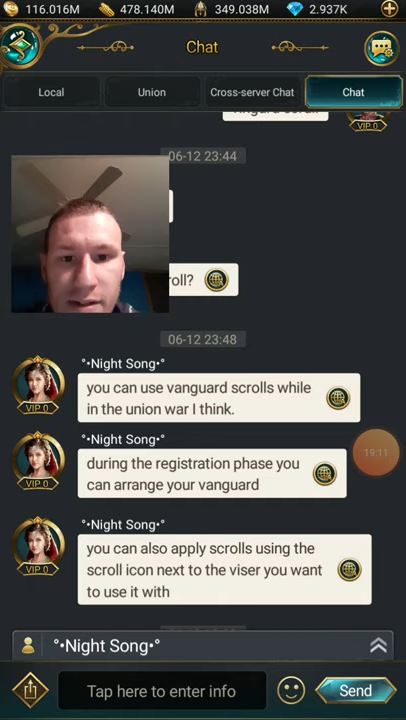 116.016M 478.140M 349.038M 2.937K
Chat
Local Union Cross-server Chat Chat
VIP 0
06-12 23:44
roll?
06-12 23:48
°•Night Song•°
you can use vanguard scrolls while
in the union war I think.
VIP 0
°•Night Song•°
during the registration phase you
can arrange your vanguard
VIP 0
19:11
°•Night Song•°
you can also apply scrolls using the
scroll icon next to the viser you want
to use it with
VIP 0
°•Night Song•°
Tap here to enter info
Send